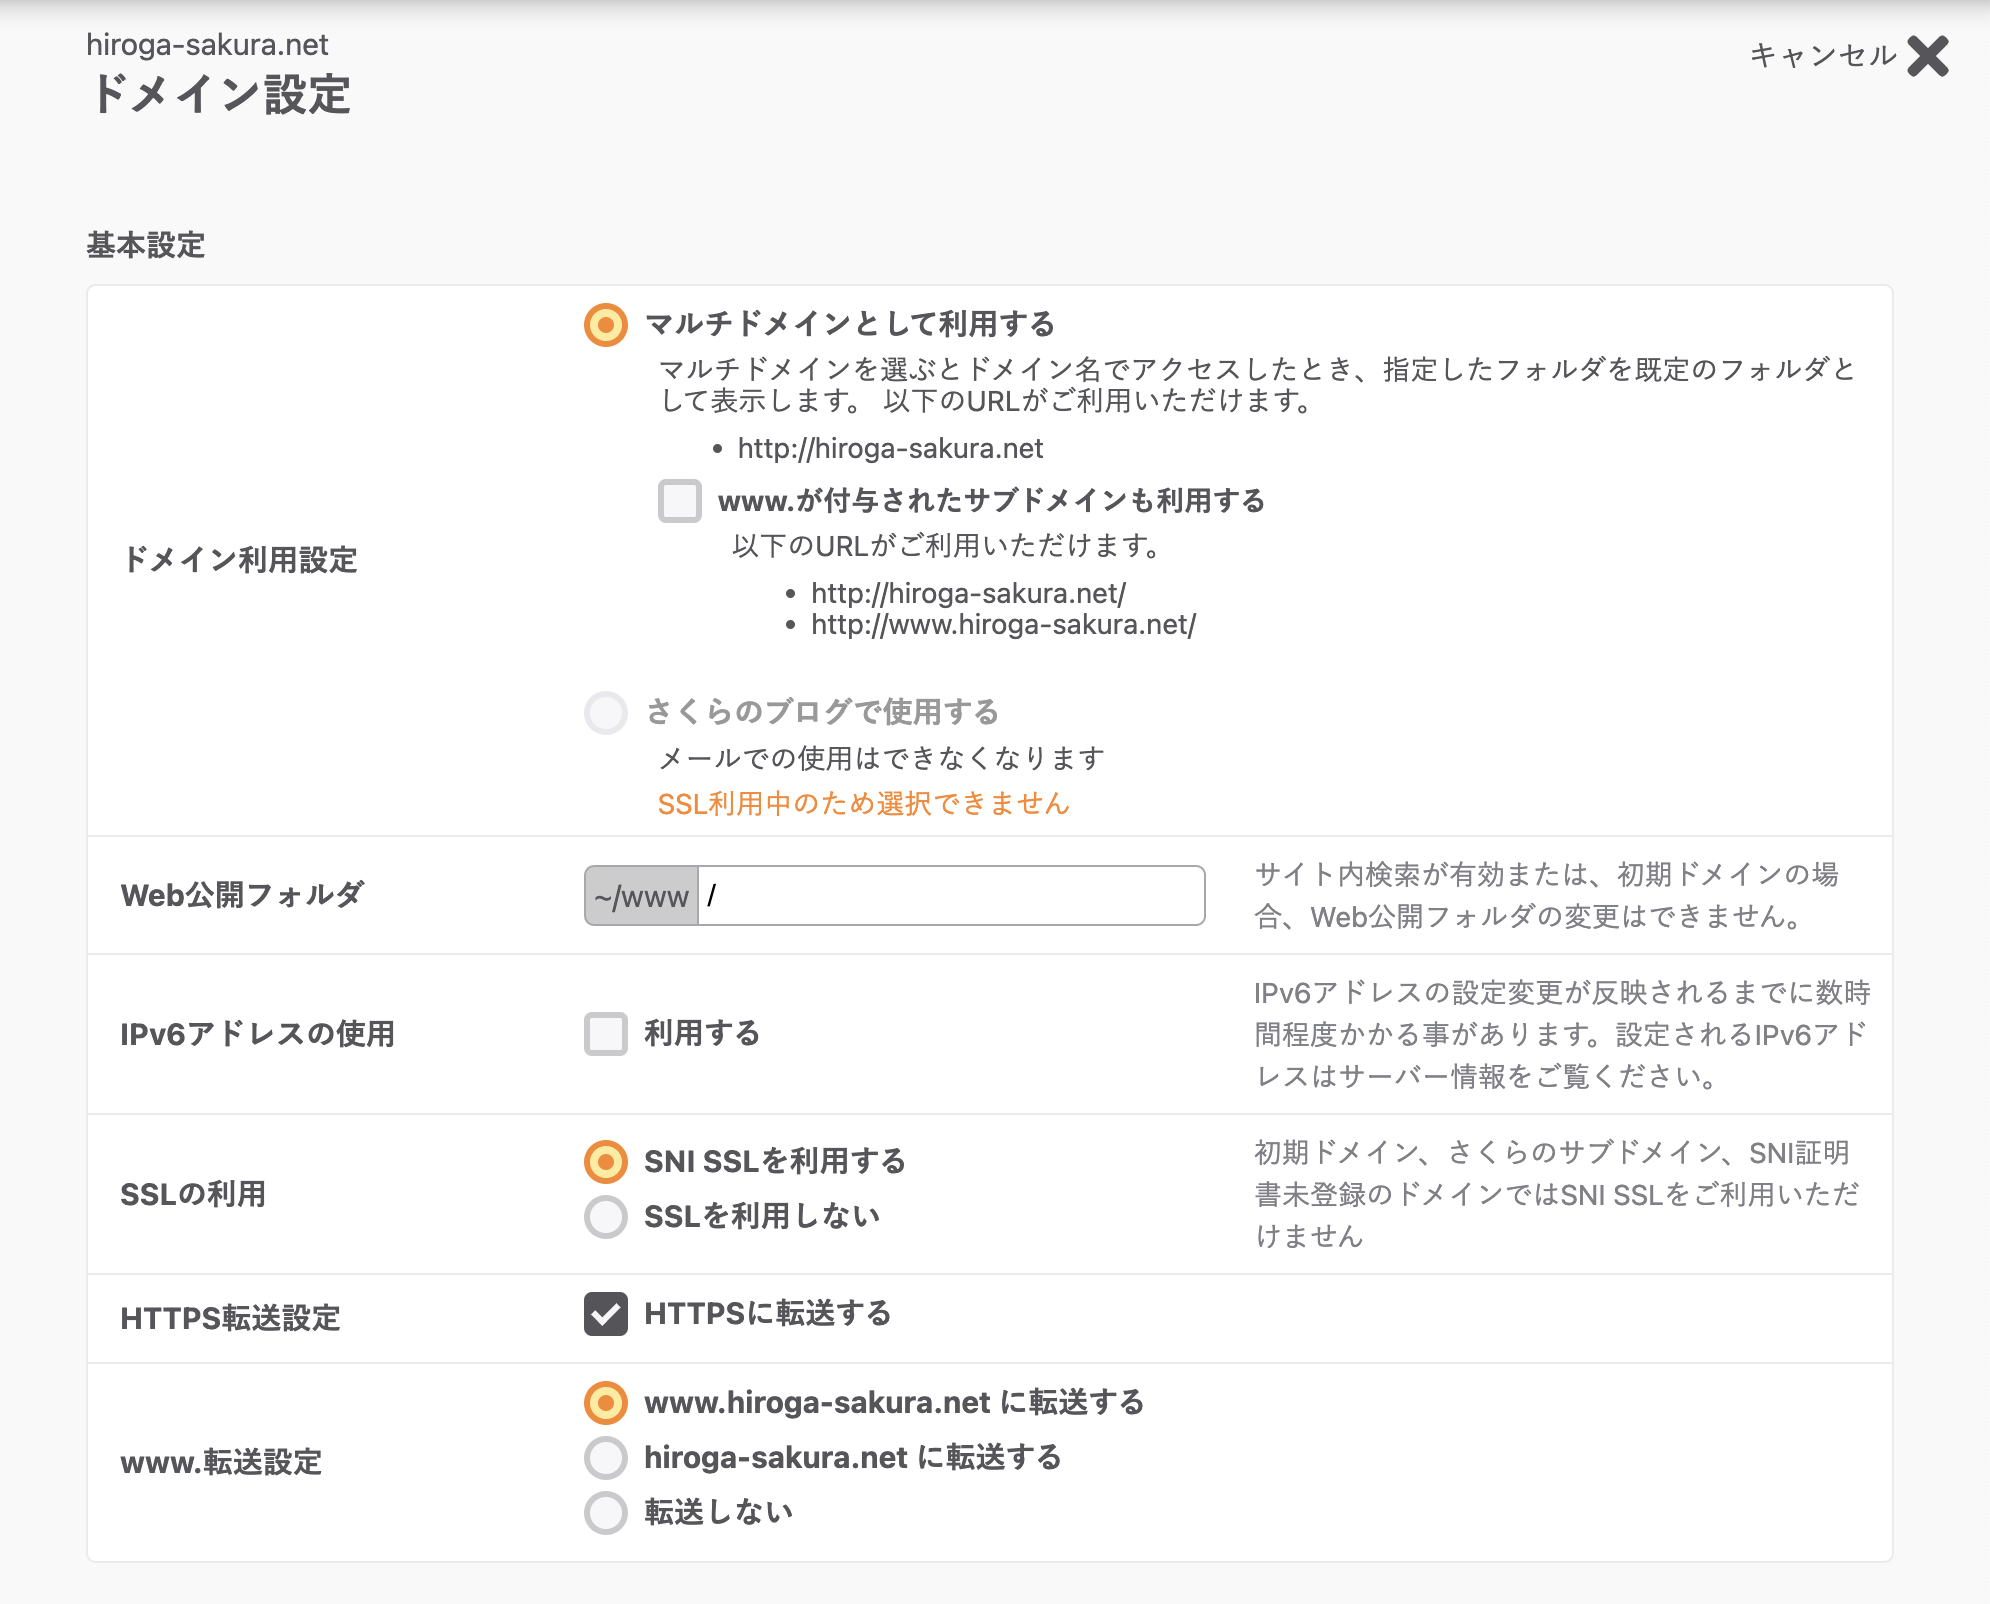 hiroga-sakura.net
ドメイン設定
キャンセル
基本設定
ドメイン利用設定
マルチドメインとして利用する
マルチドメインを選ぶとドメイン名でアクセスしたとき、指定したフォルダを既定のフォルダと
して表示します。 以下のURLがご利用いただけます。
• http://hiroga-sakura.net
www.が付与されたサブドメインも利用する
以下のURLがご利用いただけます。
• http://hiroga-sakura.net/
• http://www.hiroga-sakura.net/
さくらのブログで使用する
メールでの使用はできなくなります
SSL利用中のため選択できません
Web公開フォルダ
~/www /
サイト内検索が有効または、初期ドメインの場
合、Web公開フォルダの変更はできません。
IPv6アドレスの使用
利用する
IPv6アドレスの設定変更が反映されるまでに数時
間程度かかる事があります。設定されるIPv6アド
レスはサーバー情報をご覧ください。
SSLの利用
SNI SSLを利用する
SSLを利用しない
初期ドメイン、さくらのサブドメイン、SNI証明
書未登録のドメインではSNI SSLをご利用いただ
けません
HTTPS転送設定
HTTPSに転送する
www.転送設定
www.hiroga-sakura.net に転送する
hiroga-sakura.net に転送する
転送しない